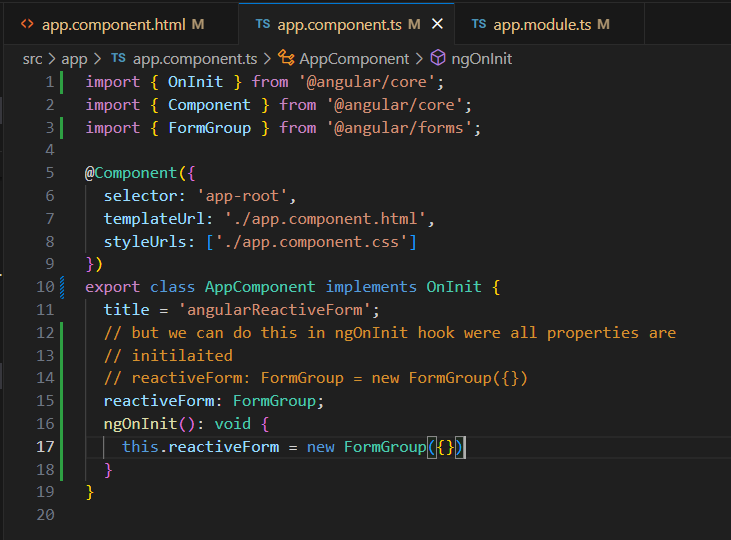 <> app.component.html M TS app.component.ts M × TS app.module.ts M
src > app > TS app.component.ts > AppComponent > ngOnInit
1 import { OnInit } from '@angular/core';
2 import { Component } from '@angular/core';
3 import { FormGroup } from '@angular/forms';
4
5 @Component({
6   selector: 'app-root',
7   templateUrl: './app.component.html',
8   styleUrls: ['./app.component.css']
9 })
10 export class AppComponent implements OnInit {
11   title = 'angularReactiveForm';
12   // but we can do this in ngOnInit hook were all properties are
13   // initilaited
14   // reactiveForm: FormGroup = new FormGroup({})
15   reactiveForm: FormGroup;
16   ngOnInit(): void {
17     this.reactiveForm = new FormGroup({})
18   }
19 }
20